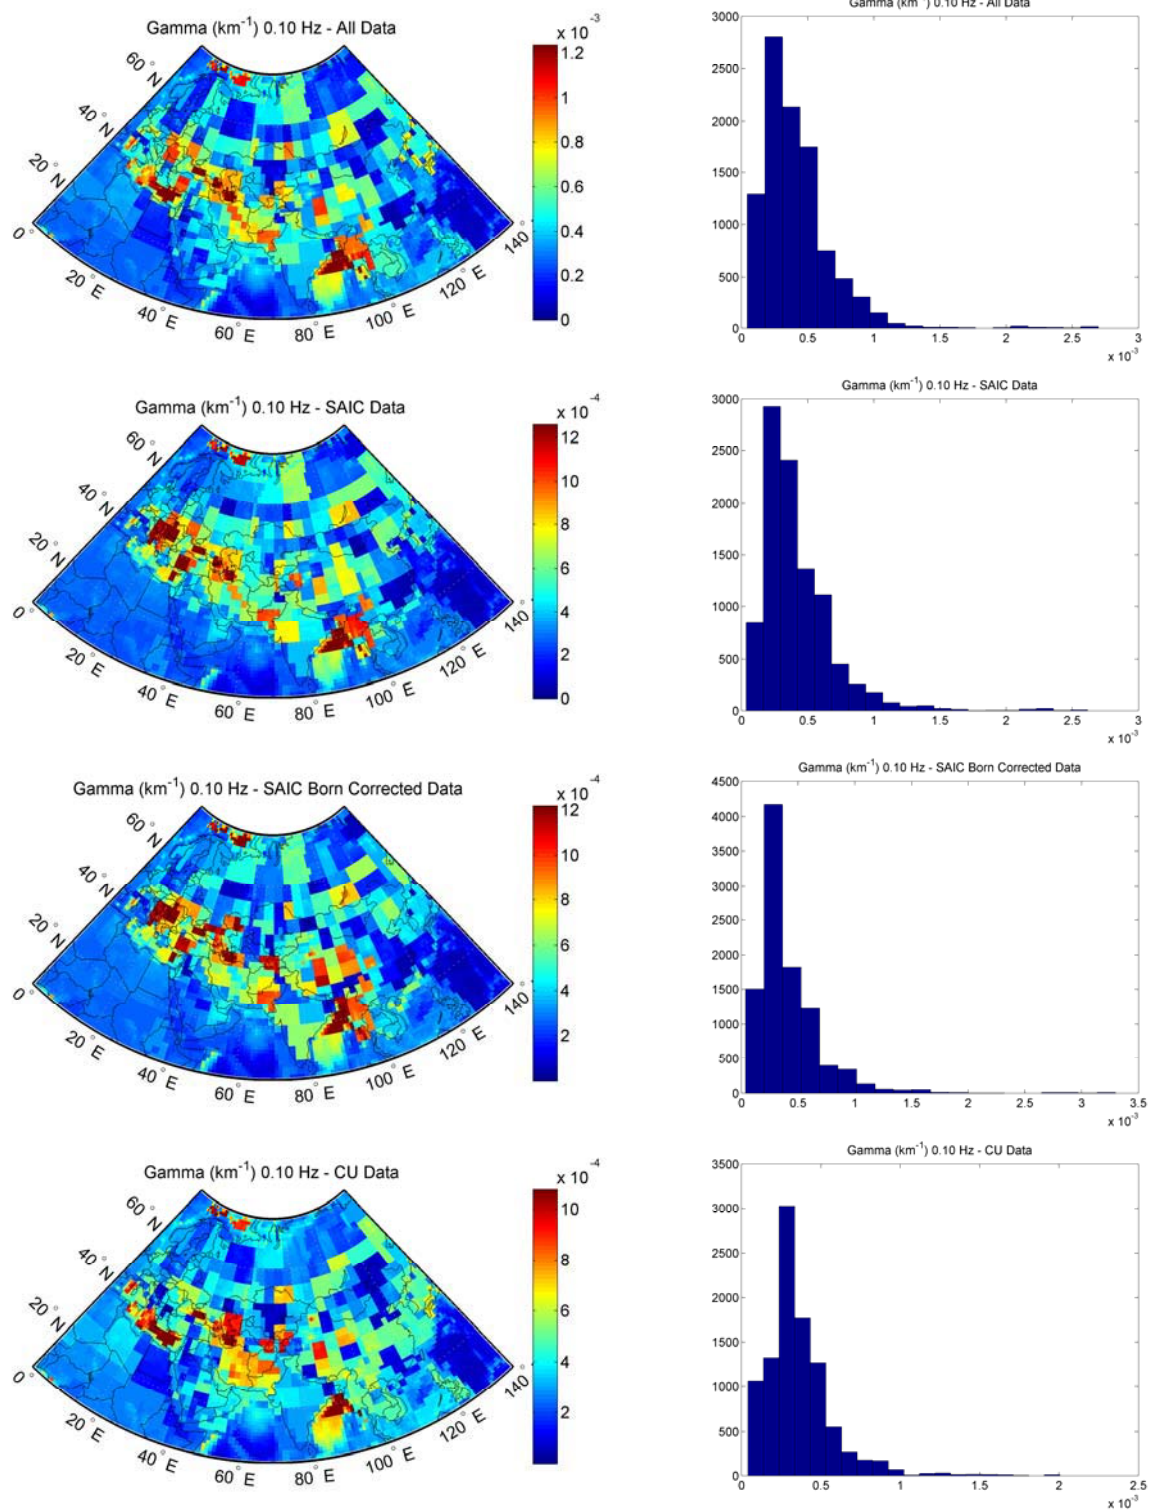 Gamma (km-1) 0.10 Hz - All Data
x 10-3
60 ° N
40 ° N
20 ° N
0 °
20 ° E
40 ° E
60 ° E
80 ° E
100 ° E
120 ° E
140 °
1.2
1
0.8
0.6
0.4
0.2
0
Gamma (km-1) 0.10 Hz - All Data
3000
2500
2000
1500
1000
500
0
0 0.5 1 1.5 2 2.5 3
x 10-3
Gamma (km-1) 0.10 Hz - SAIC Data
x 10-4
60 ° N
40 ° N
20 ° N
0 °
20 ° E
40 ° E
60 ° E
80 ° E
100 ° E
120 ° E
140 °
12
10
8
6
4
2
0
Gamma (km-1) 0.10 Hz - SAIC Data
3000
2500
2000
1500
1000
500
0
0 0.5 1 1.5 2 2.5 3
x 10-3
Gamma (km-1) 0.10 Hz - SAIC Born Corrected Data
x 10-4
60 ° N
40 ° N
20 ° N
0 °
20 ° E
40 ° E
60 ° E
80 ° E
100 ° E
120 ° E
140 °
12
10
8
6
4
2
Gamma (km-1) 0.10 Hz - SAIC Born Corrected Data
4500
4000
3500
3000
2500
2000
1500
1000
500
0
0 0.5 1 1.5 2 2.5 3 3.5
x 10-3
Gamma (km-1) 0.10 Hz - CU Data
x 10-4
60 ° N
40 ° N
20 ° N
0 °
20 ° E
40 ° E
60 ° E
80 ° E
100 ° E
120 ° E
140 °
10
8
6
4
2
Gamma (km-1) 0.10 Hz - CU Data
3500
3000
2500
2000
1500
1000
500
0
0 0.5 1 1.5 2 2.5
x 10-3